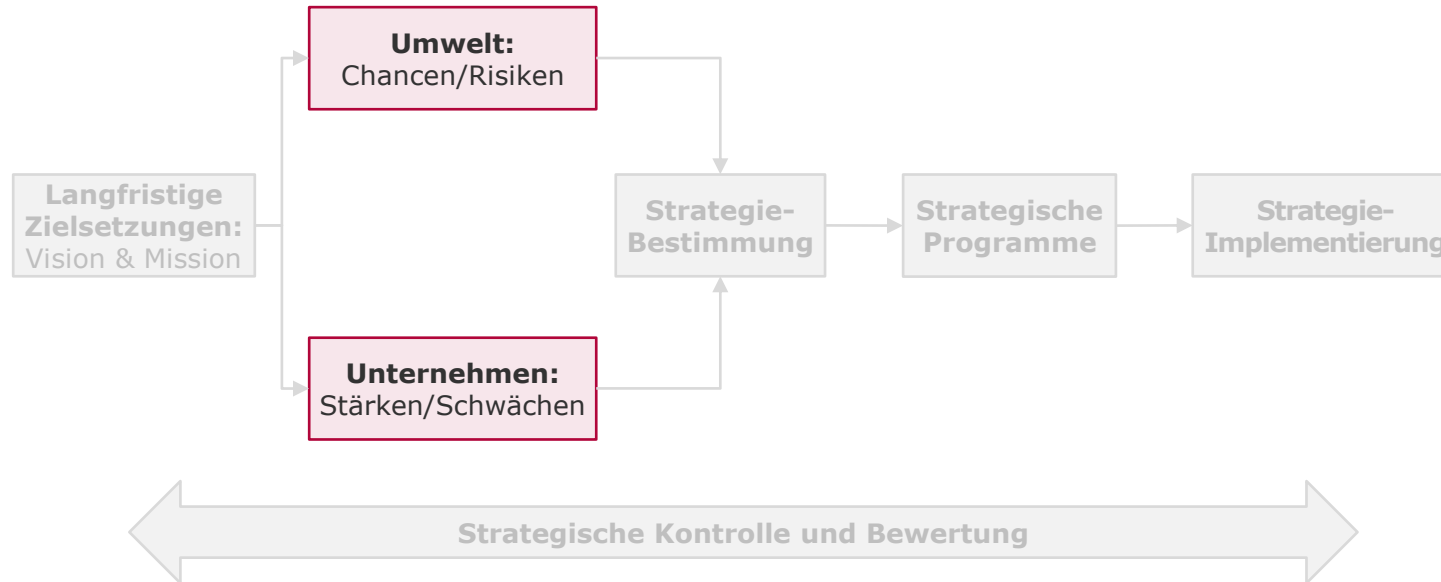 Umwelt:
Chancen/Risiken
Langfristige
Zielsetzungen:
Vision & Mission
Strategie-
Bestimmung
Strategische
Programme
Strategie-
Implementierung
Unternehmen:
Stärken/Schwächen
Strategische Kontrolle und Bewertung